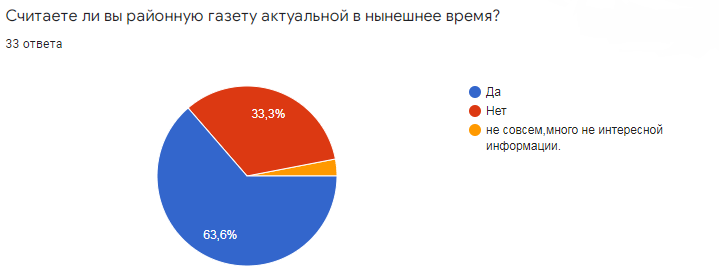 Считаете ли вы районную газету актуальной в нынешнее время?
33 ответа
33,3%
63,6%
Да
Нет
не совсем,много не интересной
информации.